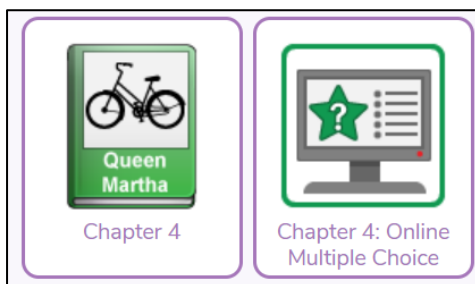 Queen
Martha
Chapter 4
?
Chapter 4: Online
Multiple Choice